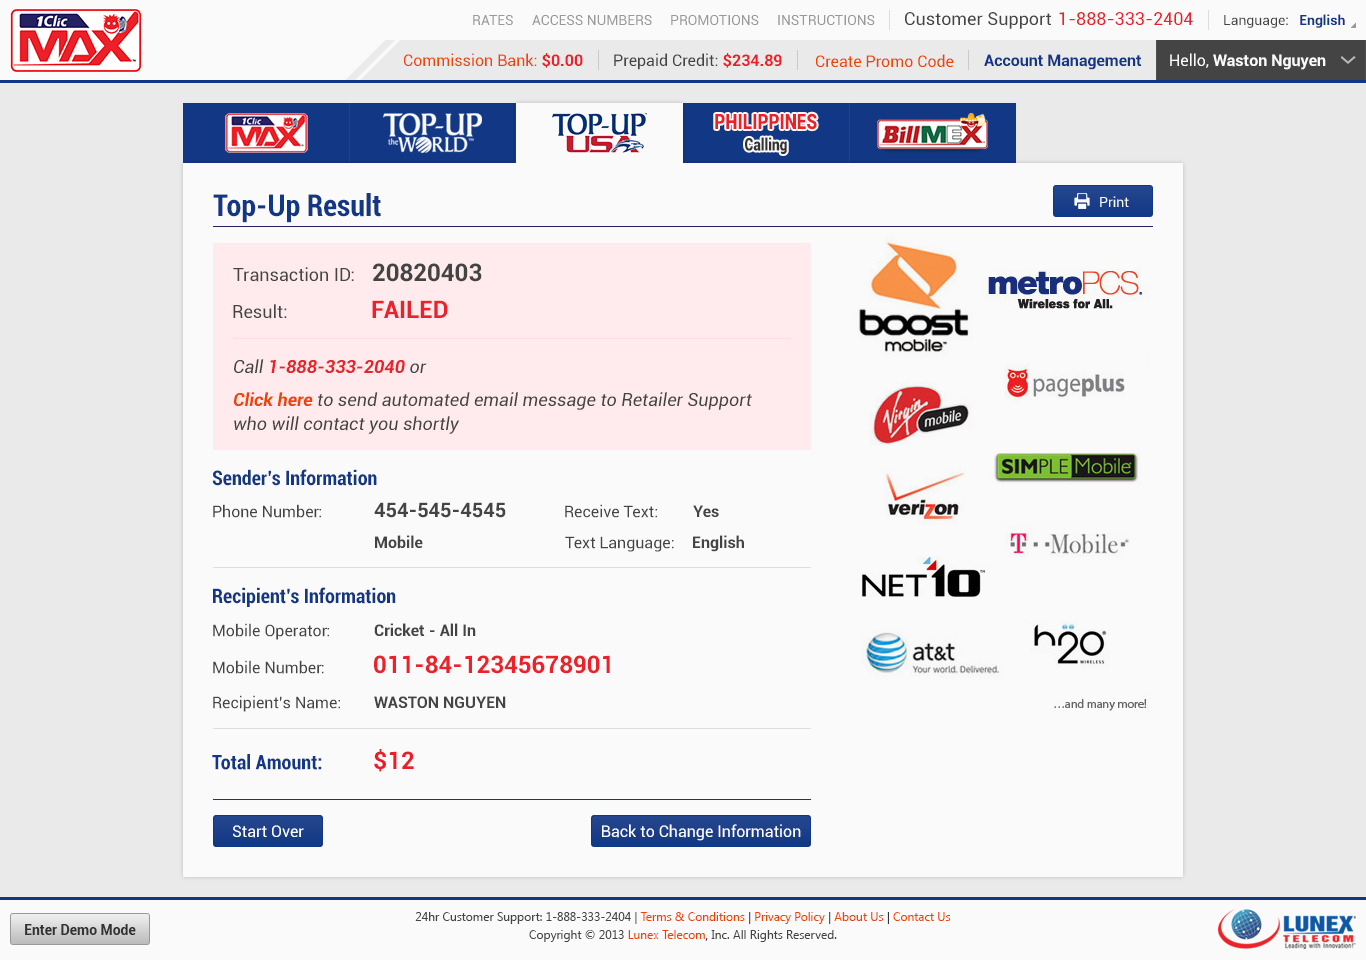 1Clic
MAX
RATES ACCESS NUMBERS PROMOTIONS INSTRUCTIONS Customer Support 1-888-333-2404 Language: English
Commission Bank: $0.00 Prepaid Credit: $234.89 Create Promo Code Account Management Hello, Waston Nguyen
1Clic
MAX
TOP-UP
the WORLD™
TOP-UP
USA
PHILIPPINES
Calling
BillMEX
Top-Up Result
Print
Transaction ID: 20820403
Result: FAILED
Call 1-888-333-2040 or
Click here to send automated email message to Retailer Support
who will contact you shortly
Sender's Information
Phone Number: 454-545-4545 Receive Text: Yes
Mobile Text Language: English
Recipient's Information
Mobile Operator: Cricket - All In
Mobile Number: 011-84-12345678901
Recipient's Name: WASTON NGUYEN
Total Amount: $12
Start Over
Back to Change Information
boost
mobile™
metroPCS.
Wireless for All.
pageplus
Virgin
mobile
SIMPLE Mobile
verizon
T··Mobile·
NET10™
at&t
Your world. Delivered.
h2o
WIRELESS
...and many more!
Enter Demo Mode
24hr Customer Support: 1-888-333-2404 | Terms & Conditions | Privacy Policy | About Us | Contact Us
Copyright © 2013 Lunex Telecom, Inc. All Rights Reserved.
LUNEX
TELECOM
Leading with Innovation!™